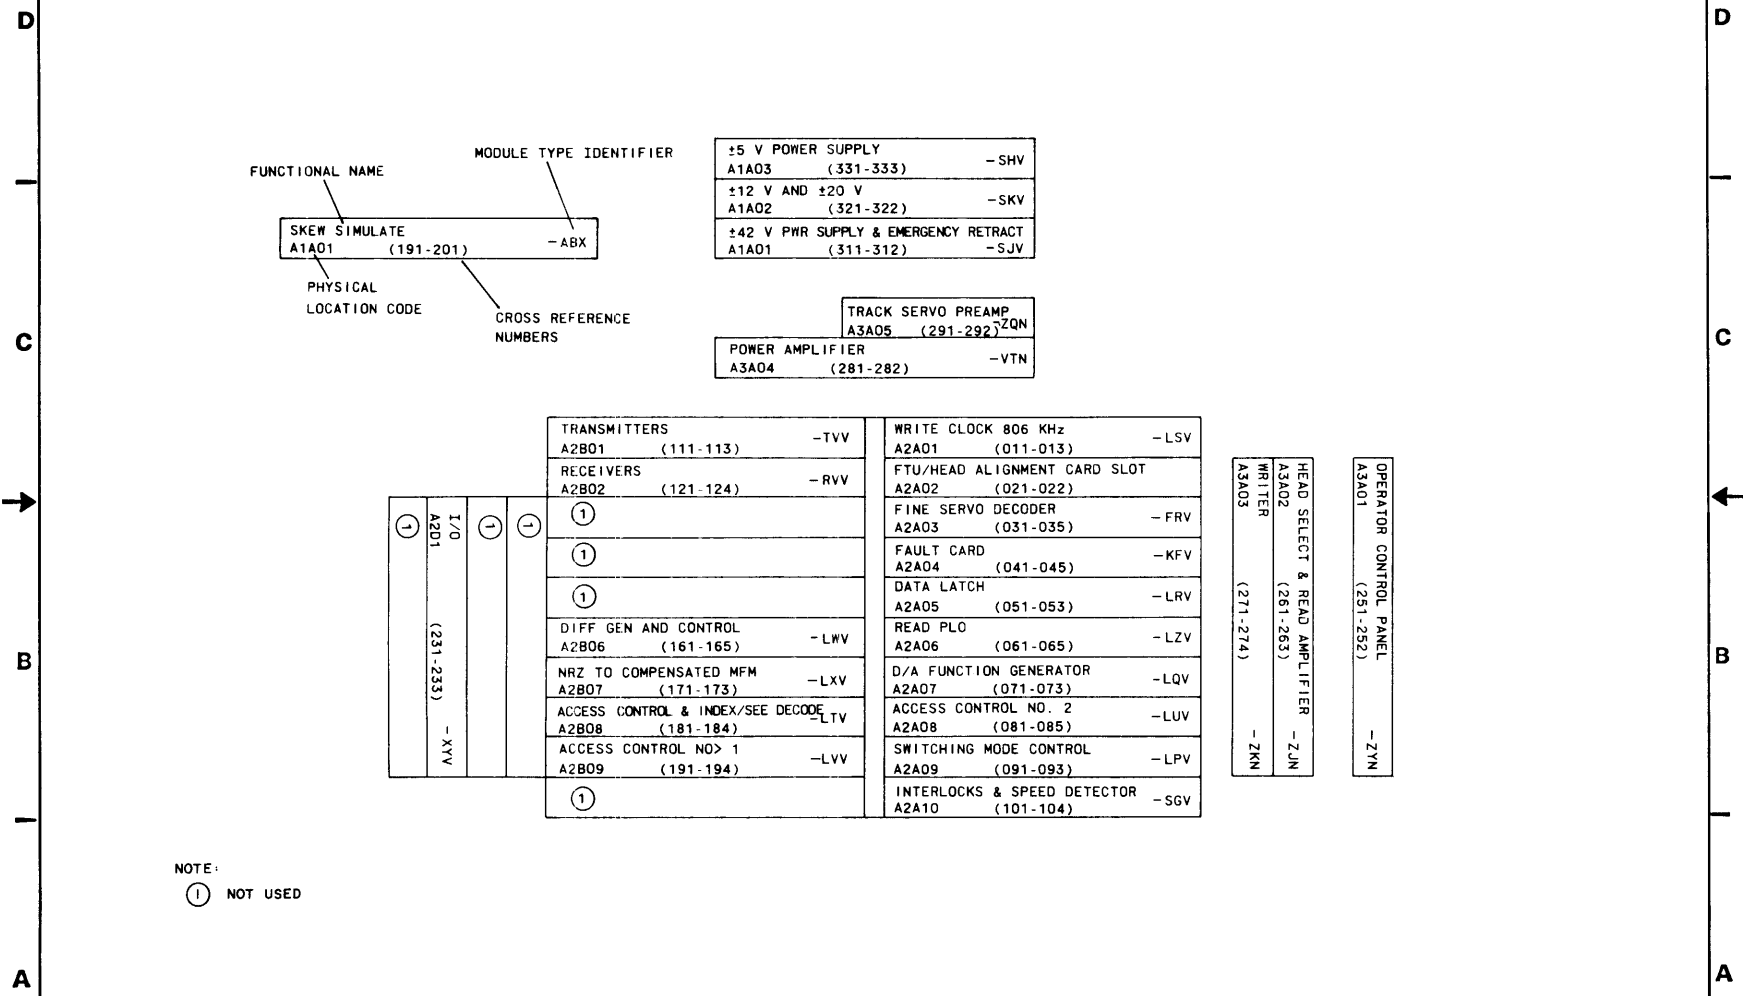 D
D
FUNCTIONAL NAME
MODULE TYPE IDENTIFIER
SKEW SIMULATE
A1A01 (191-201)
-ABX
PHYSICAL
LOCATION CODE
CROSS REFERENCE
NUMBERS
±5 V POWER SUPPLY
A1A03 (331-333)
-SHV
±12 V AND ±20 V
A1A02 (321-322)
-SKV
±42 V PWR SUPPLY & EMERGENCY RETRACT
A1A01 (311-312) -SJV
TRACK SERVO PREAMP
A3A05 (291-292) -ZQN
POWER AMPLIFIER
A3A04 (281-282)
-VTN
C
C
TRANSMITTERS
A2B01 (111-113)
-TVV
RECEIVERS
A2B02 (121-124)
-RVV
1
1
1
DIFF GEN AND CONTROL
A2B06 (161-165)
-LWV
NRZ TO COMPENSATED MFM
A2B07 (171-173)
-LXV
ACCESS CONTROL & INDEX/SEE DECODE
A2B08 (181-184)
-LTV
ACCESS CONTROL NO> 1
A2B09 (191-194)
-LVV
1
WRITE CLOCK 806 KHz
A2A01 (011-013)
-LSV
FTU/HEAD ALIGNMENT CARD SLOT
A2A02 (021-022)
FINE SERVO DECODER
A2A03 (031-035)
-FRV
FAULT CARD
A2A04 (041-045)
-KFV
DATA LATCH
A2A05 (051-053)
-LRV
READ PLO
A2A06 (061-065)
-LZV
D/A FUNCTION GENERATOR
A2A07 (071-073)
-LQV
ACCESS CONTROL NO. 2
A2A08 (081-085)
-LUV
SWITCHING MODE CONTROL
A2A09 (091-093)
-LPV
INTERLOCKS & SPEED DETECTOR
A2A10 (101-104)
-SGV
1
I/O
A2D1 (231-233) -XYV
1
1
WRITER
A3A03 (271-274) -ZKN
HEAD SELECT & READ AMPLIFIER
A3A02 (261-263) -ZJN
OPERATOR CONTROL PANEL
A3A01 (251-252) -ZYN
B
B
NOTE:
1 NOT USED
A
A